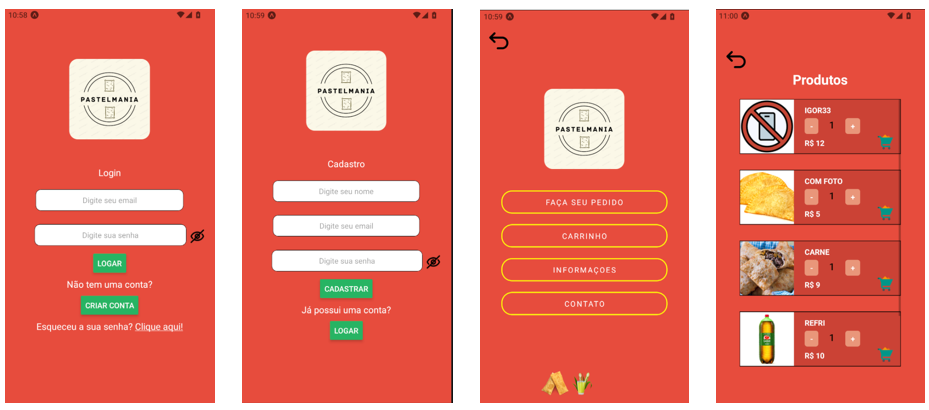 10:58
PASTELMANIA
Login
Digite seu email
Digite sua senha
LOGAR
Não tem uma conta?
CRIAR CONTA
Esqueceu a sua senha? Clique aqui!
10:59
PASTELMANIA
Cadastro
Digite seu nome
Digite seu email
Digite sua senha
CADASTRAR
Já possui uma conta?
LOGAR
10:59
PASTELMANIA
FAÇA SEU PEDIDO
CARRINHO
INFORMAÇOES
CONTATO
11:00
Produtos
IGOR33
- 1 +
R$ 12
COM FOTO
- 1 +
R$ 5
CARNE
- 1 +
R$ 9
REFRI
- 1 +
R$ 10